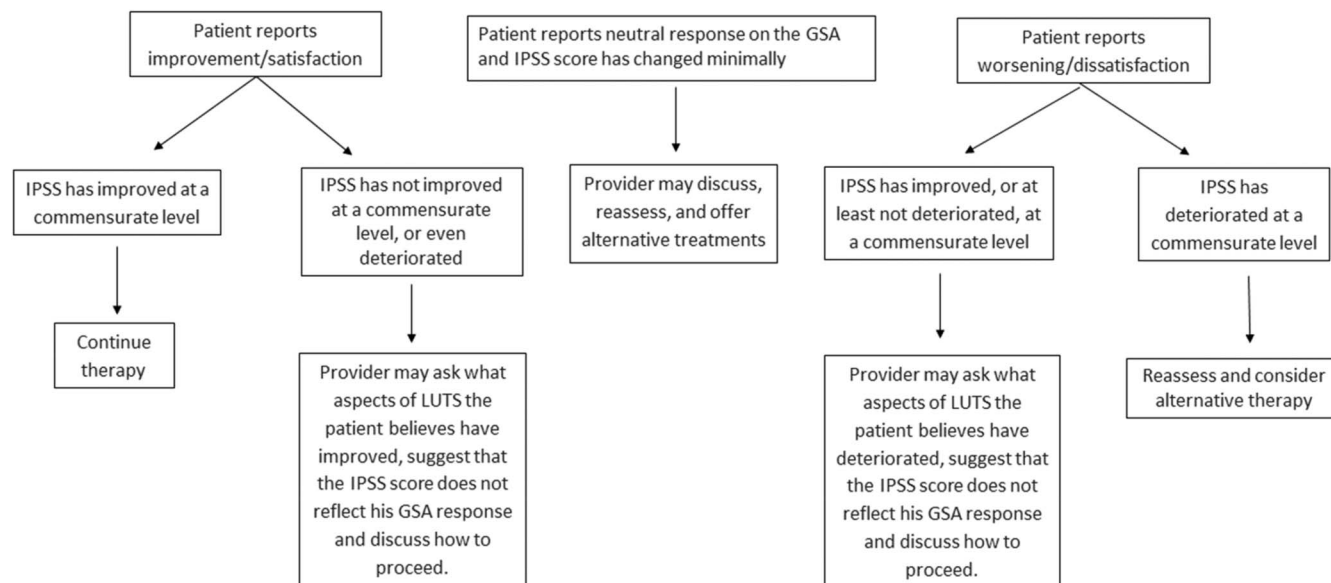 Patient reports
improvement/satisfaction
Patient reports neutral response on the GSA
and IPSS score has changed minimally
Patient reports
worsening/dissatisfaction
IPSS has improved at a
commensurate level
IPSS has not improved
at a commensurate
level, or even
deteriorated
Provider may discuss,
reassess, and offer
alternative treatments
IPSS has improved, or at
least not deteriorated, at
a commensurate level
IPSS has
deteriorated at a
commensurate level
Continue
therapy
Provider may ask what
aspects of LUTS the
patient believes have
improved, suggest that
the IPSS score does not
reflect his GSA response
and discuss how to
proceed.
Provider may ask what
aspects of LUTS the
patient believes have
deteriorated, suggest that
the IPSS score does not
reflect his GSA response
and discuss how to
proceed.
Reassess and consider
alternative therapy